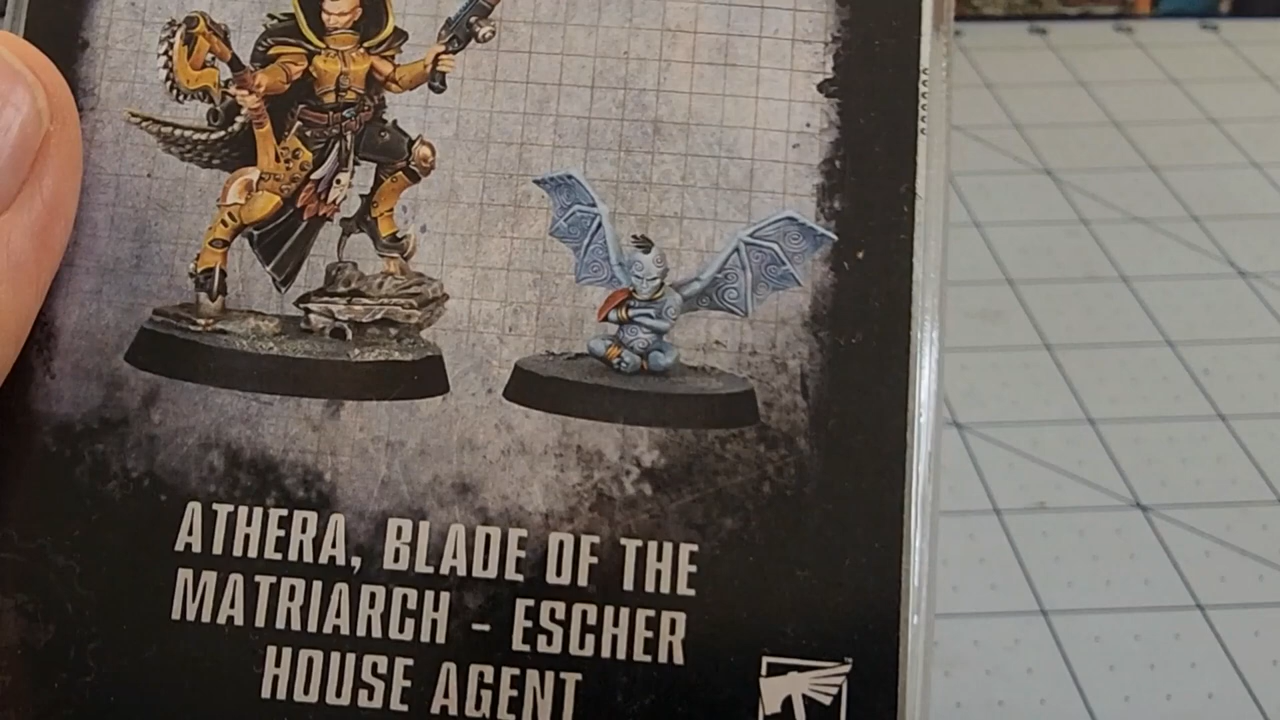 ATHERA, BLADE OF THE
MATRIARCH - ESCHER
HOUSE AGENT